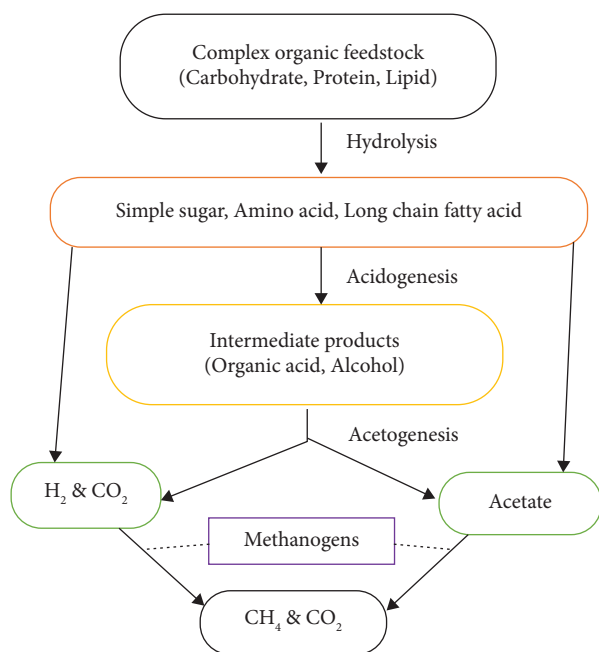 Complex organic feedstock
(Carbohydrate, Protein, Lipid)
Hydrolysis
Simple sugar, Amino acid, Long chain fatty acid
Acidogenesis
Intermediate products
(Organic acid, Alcohol)
Acetogenesis
H₂ & CO₂
Acetate
Methanogens
CH₄ & CO₂